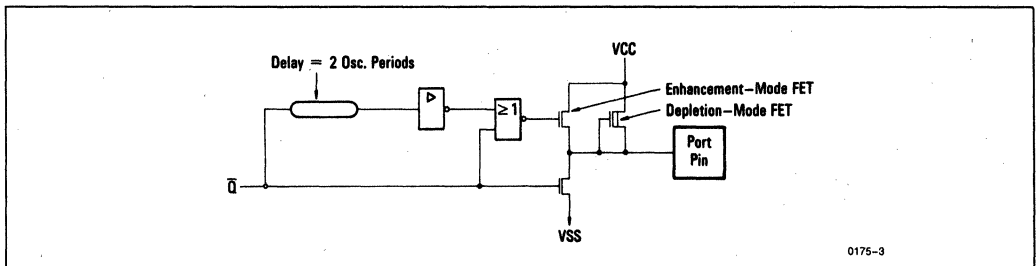 VCC
Delay = 2 Osc. Periods
Enhancement-Mode FET
Depletion-Mode FET
≥1
Port
Pin
Q̅
VSS
0175-3